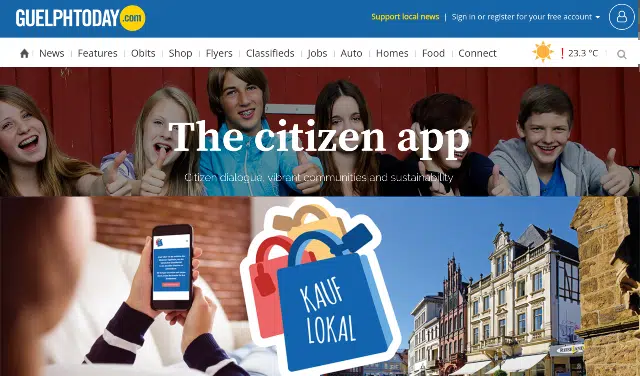 GUELPHTODAY.com
Support local news | Sign in or register for your free account
News Features Obits Shop Flyers Classifieds Jobs Auto Homes Food Connect 23.3 °C
The citizen app
Citizen dialogue, vibrant communities and sustainability
KAUF
LOKAL